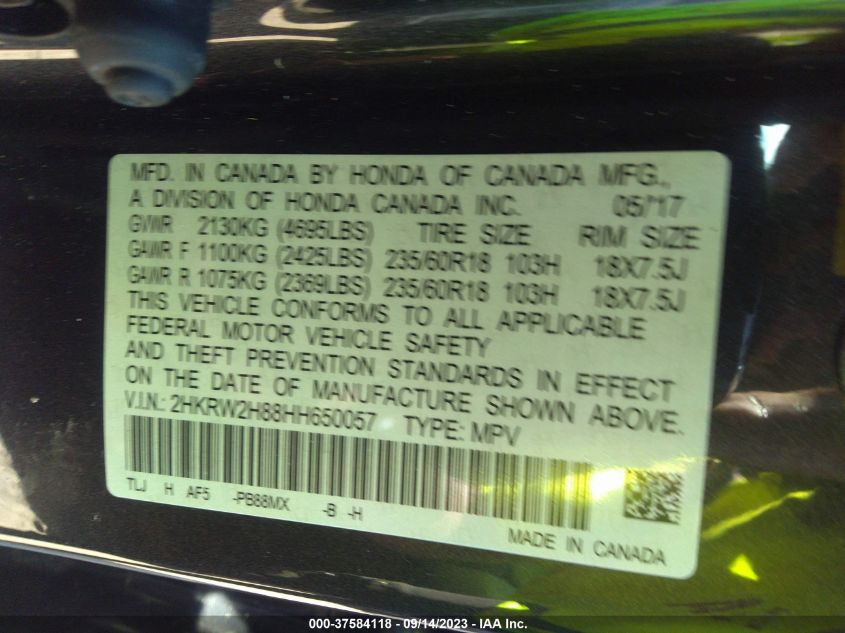 MFD. IN CANADA BY HONDA OF CANADA MFG.,
A DIVISION OF HONDA CANADA INC. 05/'17
GVWR 2130KG (4695LBS) TIRE SIZE RIM SIZE
GAWR F 1100KG (2425LBS) 235/60R18 103H 18X7.5J
GAWR R 1075KG (2369LBS) 235/60R18 103H 18X7.5J
THIS VEHICLE CONFORMS TO ALL APPLICABLE
FEDERAL MOTOR VEHICLE SAFETY
AND THEFT PREVENTION STANDARDS IN EFFECT
ON THE DATE OF MANUFACTURE SHOWN ABOVE.
V.I.N.: 2HKRW2H88HH650057 TYPE: MPV
TLJ H AF5 -PB88MX -B -H
MADE IN CANADA
000-37584118 - 09/14/2023 - IAA Inc.